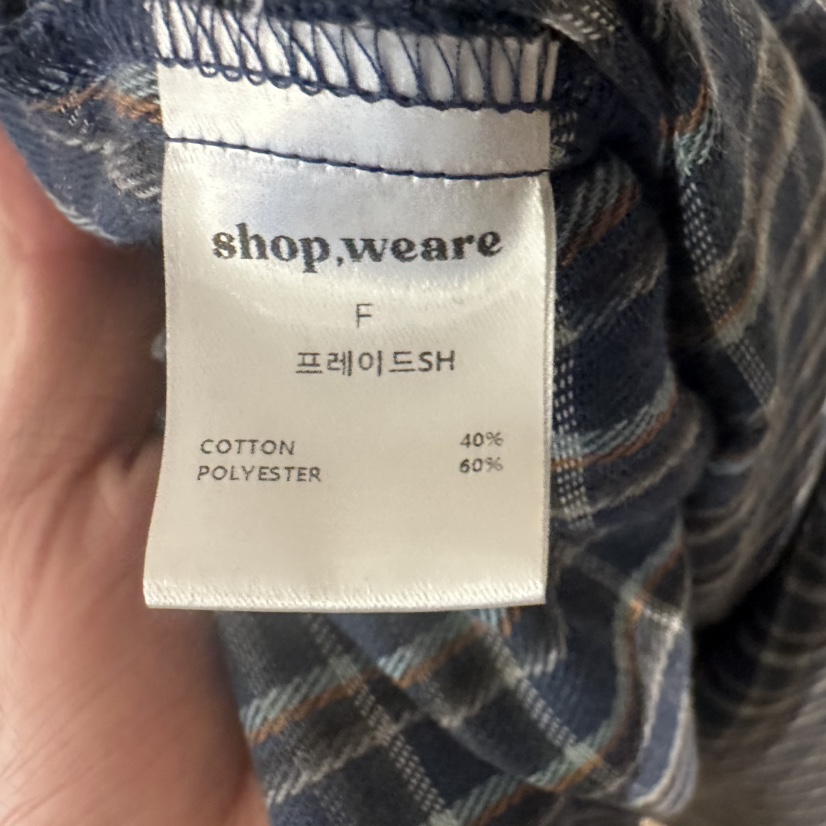 shop,weare
F
프레이드SH
COTTON 40%
POLYESTER 60%